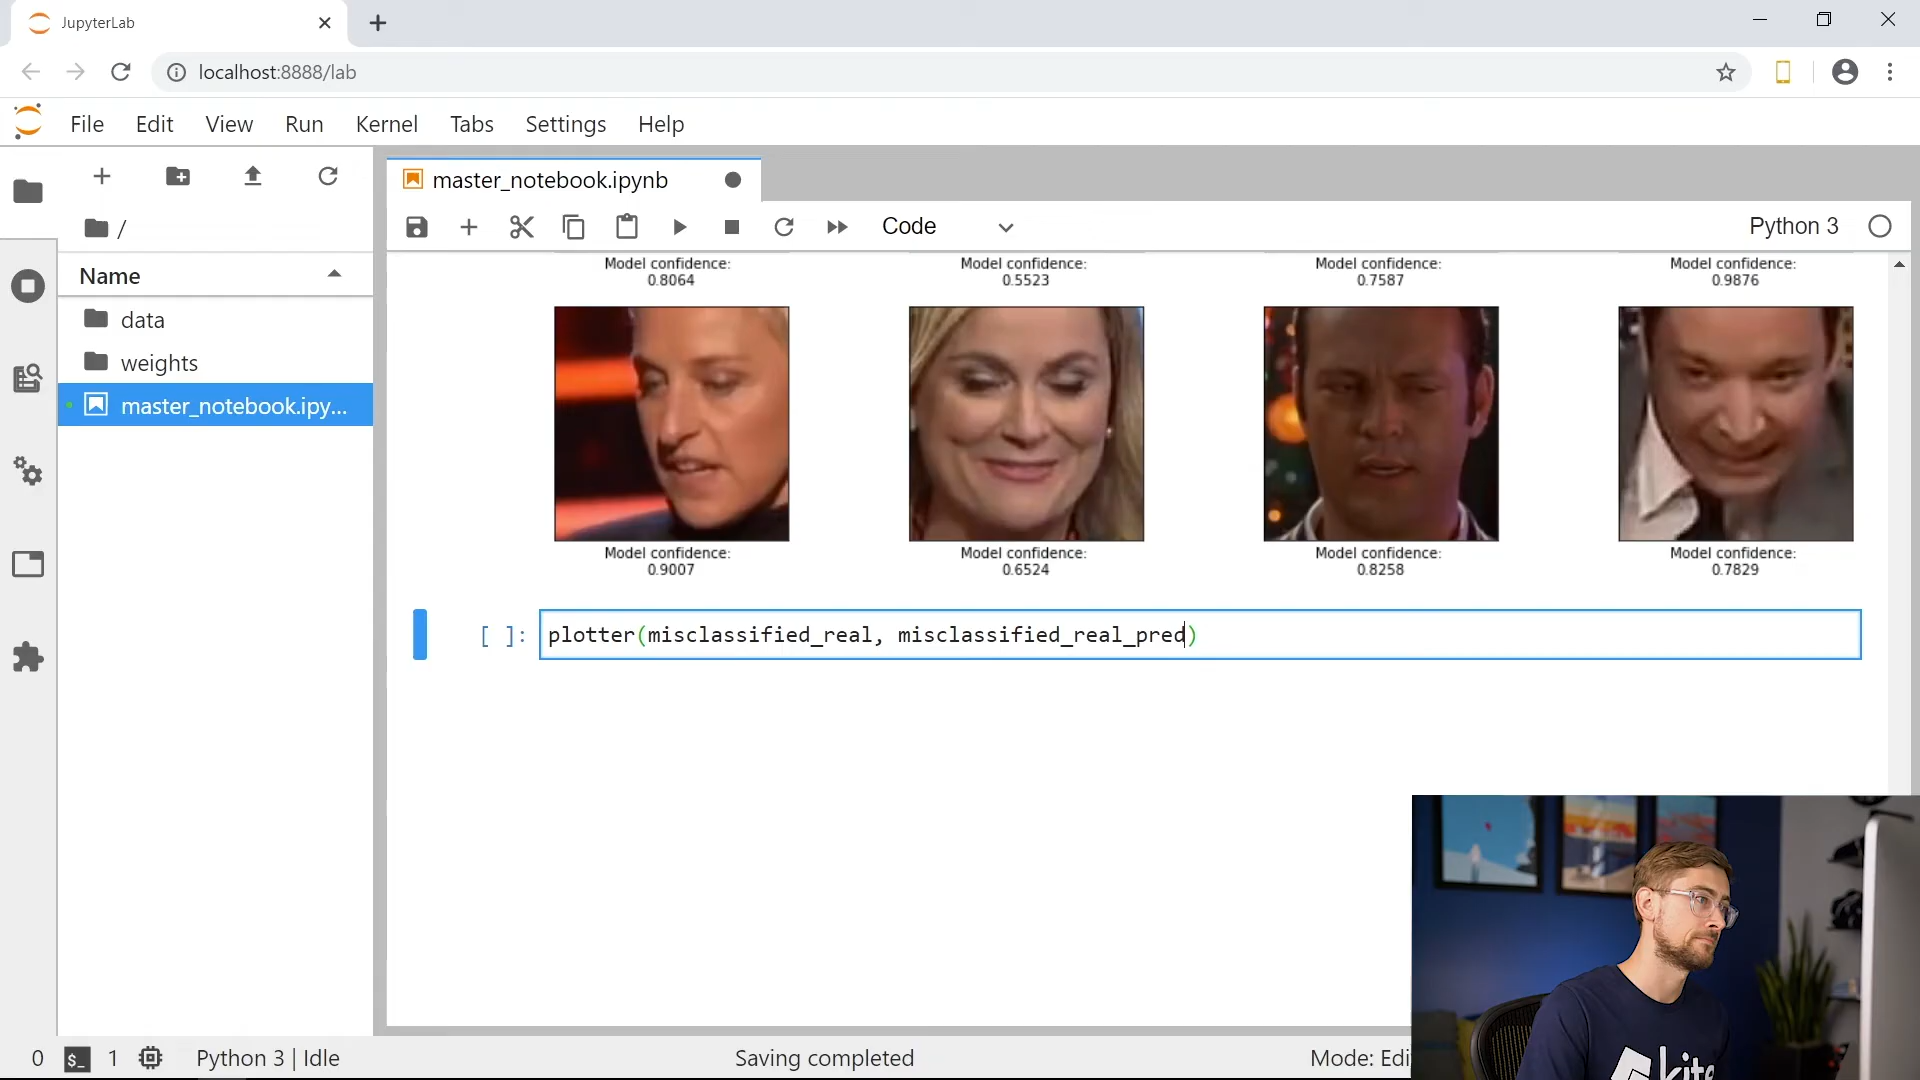 JupyterLab
localhost:8888/lab
File Edit View Run Kernel Tabs Settings Help
master_notebook.ipynb
/
Code
Python 3
Name
data
weights
master_notebook.ipy...
Model confidence:
0.8064
Model confidence:
0.5523
Model confidence:
0.7587
Model confidence:
0.9876
Model confidence:
0.9007
Model confidence:
0.6524
Model confidence:
0.8258
Model confidence:
0.7829
[ ]: plotter(misclassified_real, misclassified_real_pred)
0 $_ 1 Python 3 | Idle
Saving completed
Mode: Edi
kite